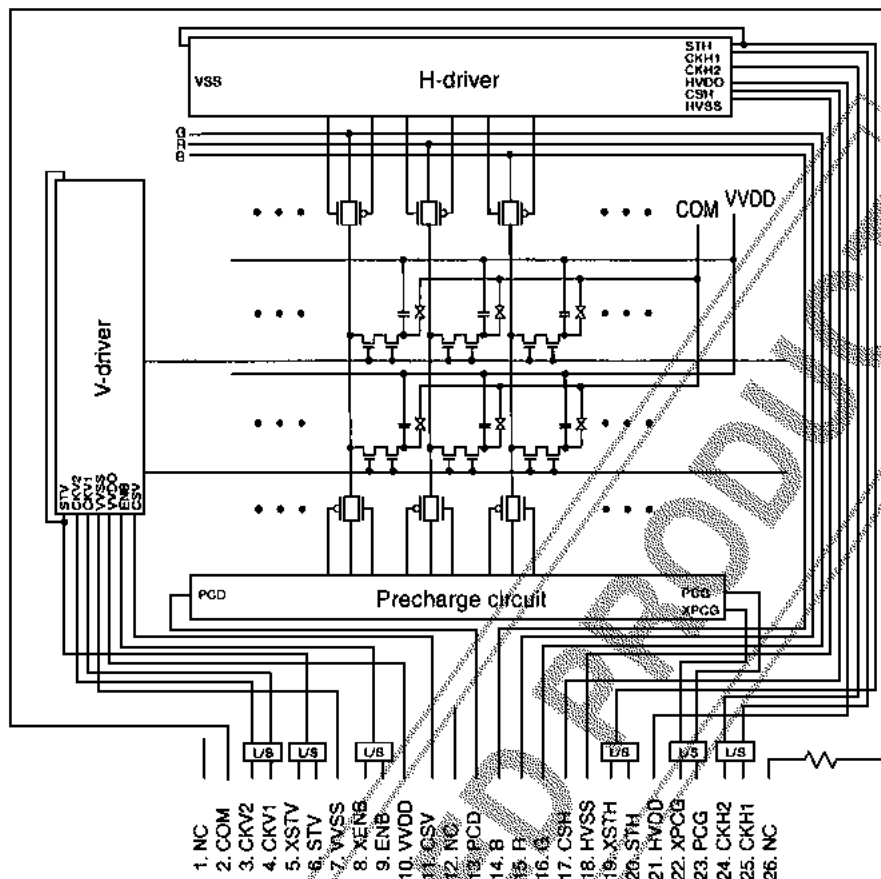 STH
CKH1
CKH2
HVDD
CSH
HVSS
VSS
H-driver
G
R
B
COM
VVDD
V-driver
STV
CKV2
CKV1
VVSS
VVDD
ENB
CSV
PCD
Precharge circuit
PCG
XPCG
L/S
L/S
L/S
L/S
L/S
L/S
1. NC
2. COM
3. CKV2
4. CKV1
5. XSTV
6. STV
7. VVSS
8. XENB
9. ENB
10. VVDD
11. CSV
12. NC
13. PCD
14. B
15. R
16. G
17. CSH
18. HVSS
19. XSTH
20. STH
21. HVDD
22. XPCG
23. PCG
24. CKH2
25. CKH1
26. NC